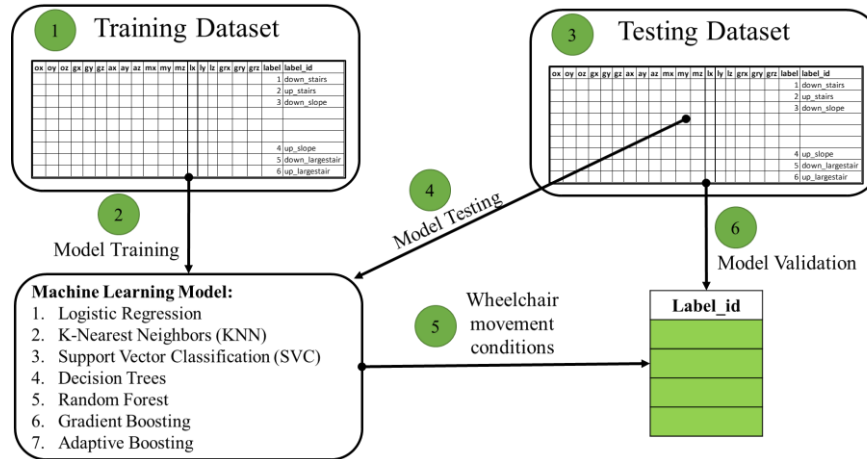 1 Training Dataset
ox oy oz gx gy gz ax ay az mx my mz lx ly lz grx gry grz label label_id
1 down_stairs
2 up_stairs
3 down_slope
4 up_slope
5 down_largestair
6 up_largestair
3 Testing Dataset
ox oy oz gx gy gz ax ay az mx my mz lx ly lz grx gry grz label label_id
1 down_stairs
2 up_stairs
3 down_slope
4 up_slope
5 down_largestair
6 up_largestair
2
Model Training
4
Model Testing
6
Model Validation
Machine Learning Model:
1. Logistic Regression
2. K-Nearest Neighbors (KNN)
3. Support Vector Classification (SVC)
4. Decision Trees
5. Random Forest
6. Gradient Boosting
7. Adaptive Boosting
5
Wheelchair
movement
conditions
Label_id